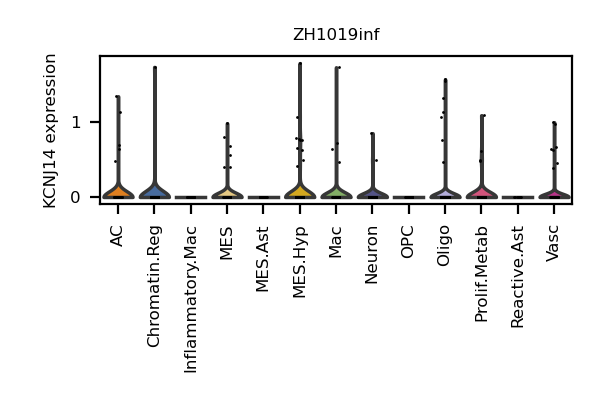 ZH1019inf
KCNJ14 expression
1
0
AC
Chromatin.Reg
Inflammatory.Mac
MES
MES.Ast
MES.Hyp
Mac
Neuron
OPC
Oligo
Prolif.Metab
Reactive.Ast
Vasc